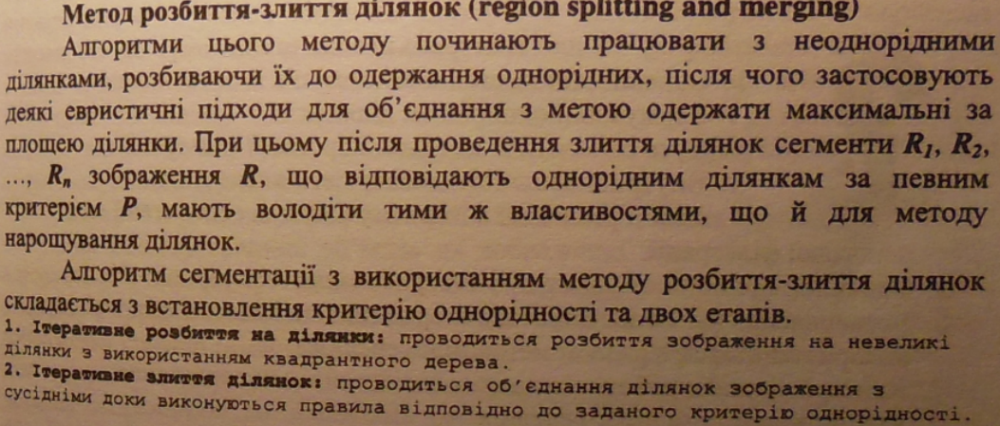 Метод розбиття-злиття ділянок (region splitting and merging)
Алгоритми цього методу починають працювати з неоднорідними
ділянками, розбиваючи їх до одержання однорідних, після чого застосовують
деякі евристичні підходи для об’єднання з метою одержати максимальні за
площею ділянки. При цьому після проведення злиття ділянок сегменти R₁, R₂,
..., Rₙ зображення R, що відповідають однорідним ділянкам за певним
критерієм P, мають володіти тими ж властивостями, що й для методу
нарощування ділянок.
Алгоритм сегментації з використанням методу розбиття-злиття ділянок
складається з встановлення критерію однорідності та двох етапів.
1. Ітеративне розбиття на ділянки: проводиться розбиття зображення на невеликі
ділянки з використанням квадрантного дерева.
2. Ітеративне злиття ділянок: проводиться об’єднання ділянок зображення з
сусідніми доки виконуються правила відповідно до заданого критерію однорідності.